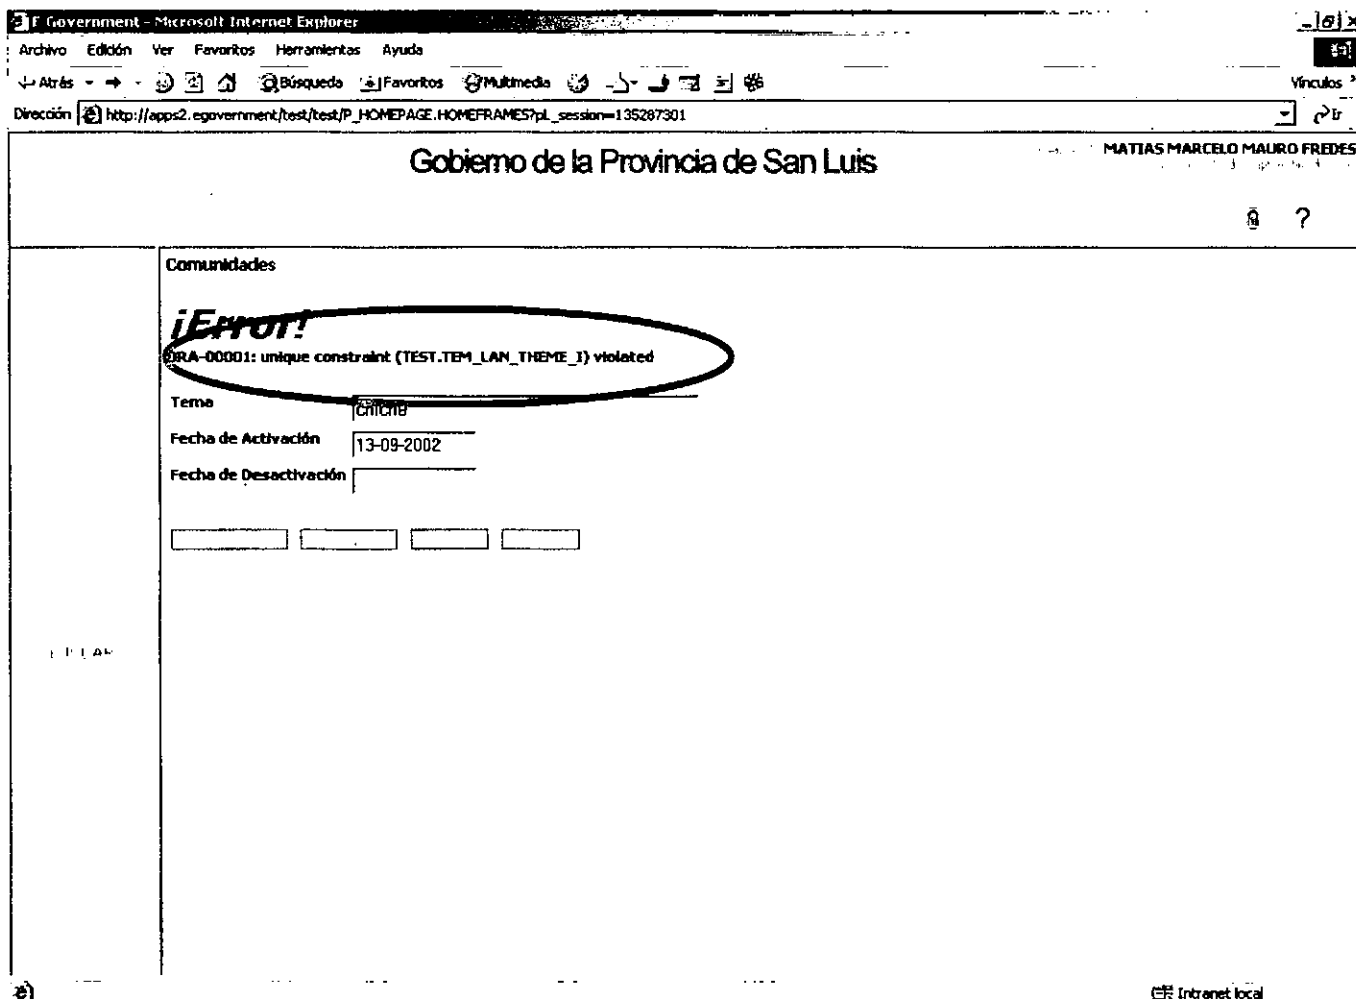 E Government - Microsoft Internet Explorer
Archivo Edición Ver Favoritos Herramientas Ayuda
Atrás Búsqueda Favoritos Multimedia Vínculos
Dirección http://apps2.egovernment/test/test/P_HOMEPAGE.HOMEFRAMES?pL_session=135287301 Ir
Gobierno de la Provincia de San Luis
MATIAS MARCELO MAURO FREDES
?
Comunidades
¡Error!
ORA-00001: unique constraint (TEST.TEM_LAN_THEME_I) violated
Tema
Fecha de Activación 13-09-2002
Fecha de Desactivación
Intranet local